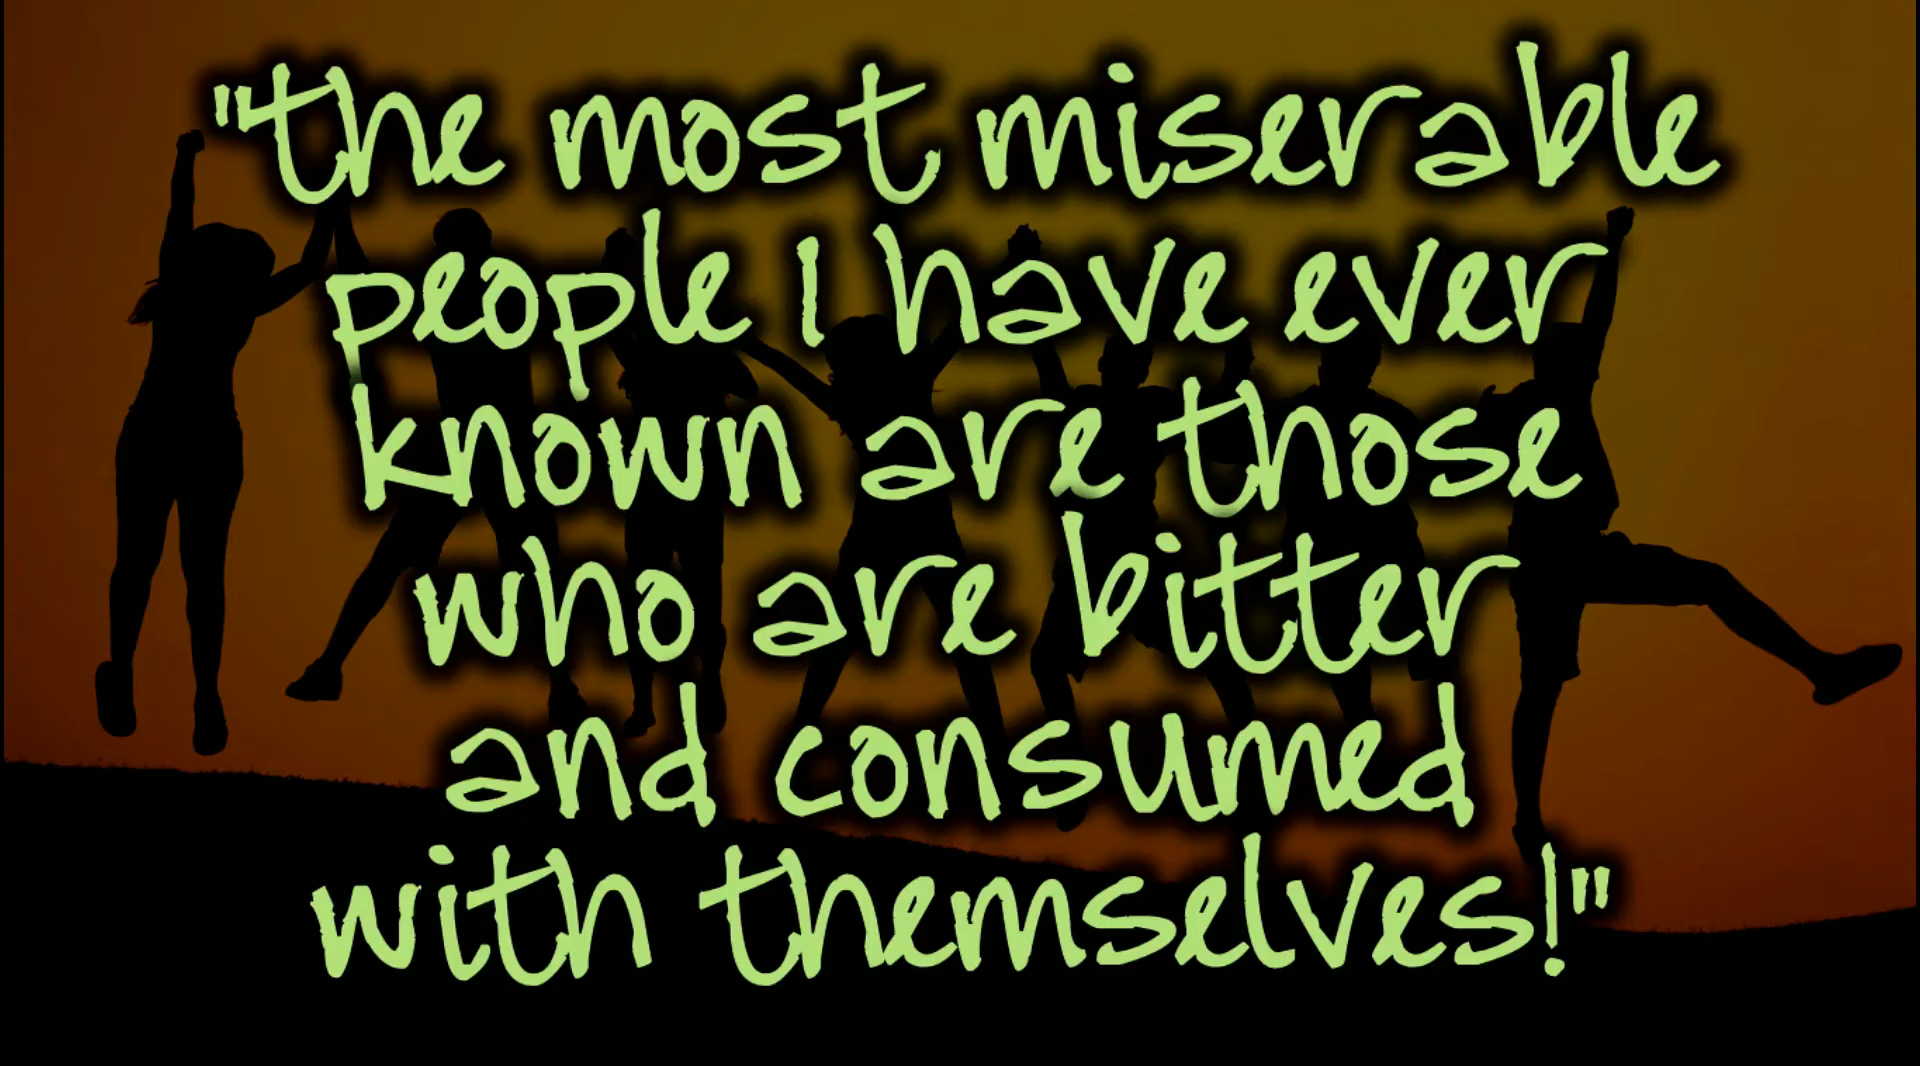 "the most miserable
people I have ever
known are those
who are bitter
and consumed
with themselves!"